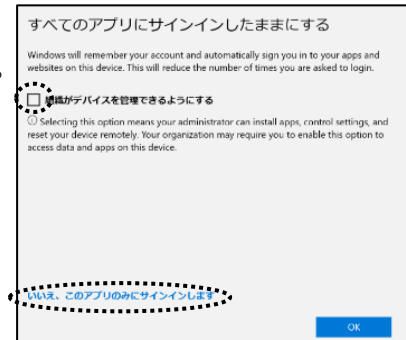 すべてのアプリにサインインしたままにする
Windows will remember your account and automatically sign you in to your apps and
websites on this device. This will reduce the number of times you are asked to login.
組織がデバイスを管理できるようにする
Selecting this option means your administrator can install apps, control settings, and
reset your device remotely. Your organization may require you to enable this option to
access data and apps on this device.
いいえ、このアプリのみにサインインします
OK